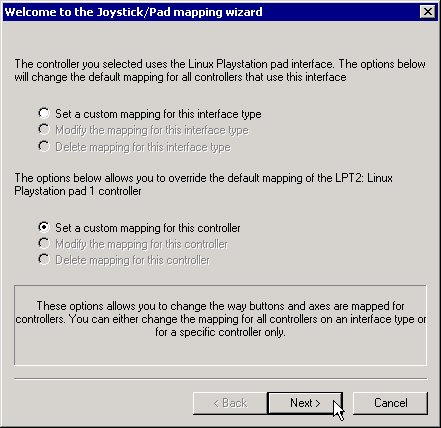 Welcome to the Joystick/Pad mapping wizard
The controller you selected uses the Linux Playstation pad interface. The options below
will change the default mapping for all controllers that use this interface
Set a custom mapping for this interface type
Modify the mapping for this interface type
Delete mapping for this interface type
The options below allows you to override the default mapping of the LPT2: Linux
Playstation pad 1 controller
Set a custom mapping for this controller
Modify the mapping for this controller
Delete mapping for this controller
These options allows you to change the way buttons and axes are mapped for
controllers. You can either change the mapping for all controllers on an interface type or
for a specific controller only.
< Back Next > Cancel